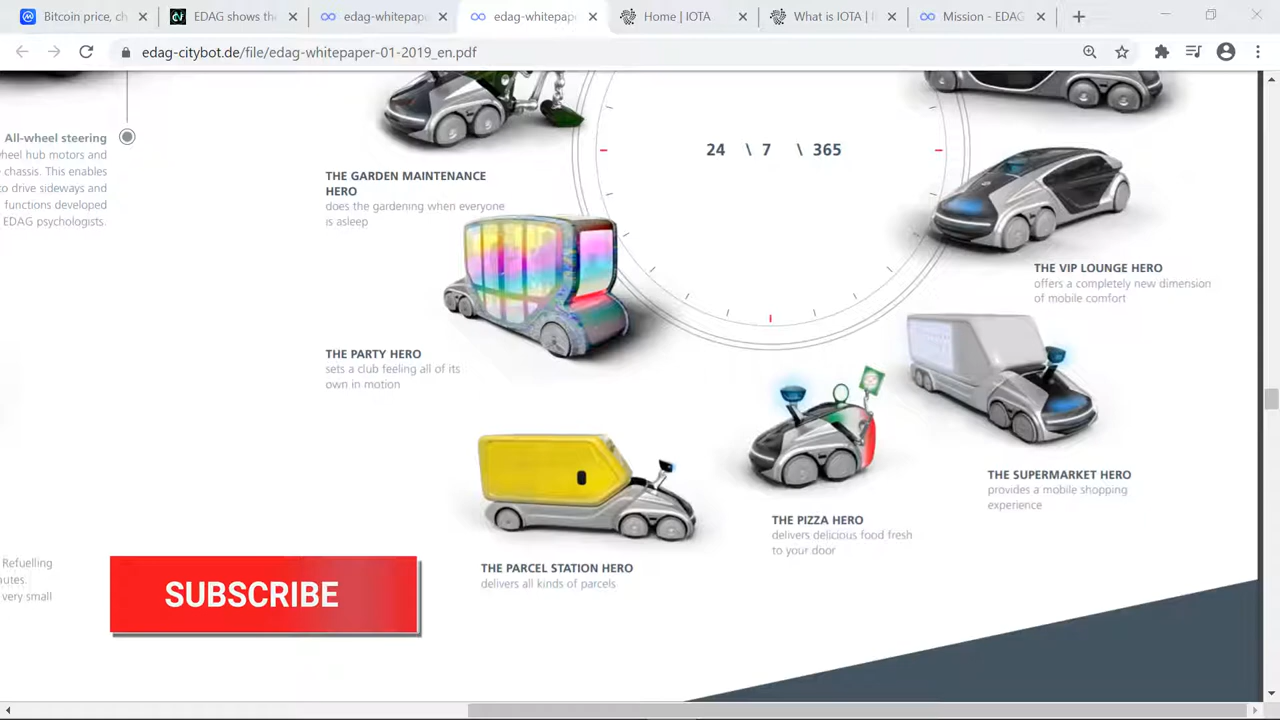 Bitcoin price, ch
EDAG shows the
edag-whitepape
edag-whitepape
Home | IOTA
What is IOTA |
Mission - EDAG
edag-citybot.de/file/edag-whitepaper-01-2019_en.pdf
All-wheel steering
heel hub motors and
chassis. This enables
to drive sideways and
functions developed
EDAG psychologists.
THE GARDEN MAINTENANCE
HERO
does the gardening when everyone
is asleep
24 \ 7 \ 365
THE VIP LOUNGE HERO
offers a completely new dimension
of mobile comfort
THE PARTY HERO
sets a club feeling all of its
own in motion
THE SUPERMARKET HERO
provides a mobile shopping
experience
THE PIZZA HERO
delivers delicious food fresh
to your door
THE PARCEL STATION HERO
delivers all kinds of parcels
Refuelling
utes.
very small
SUBSCRIBE